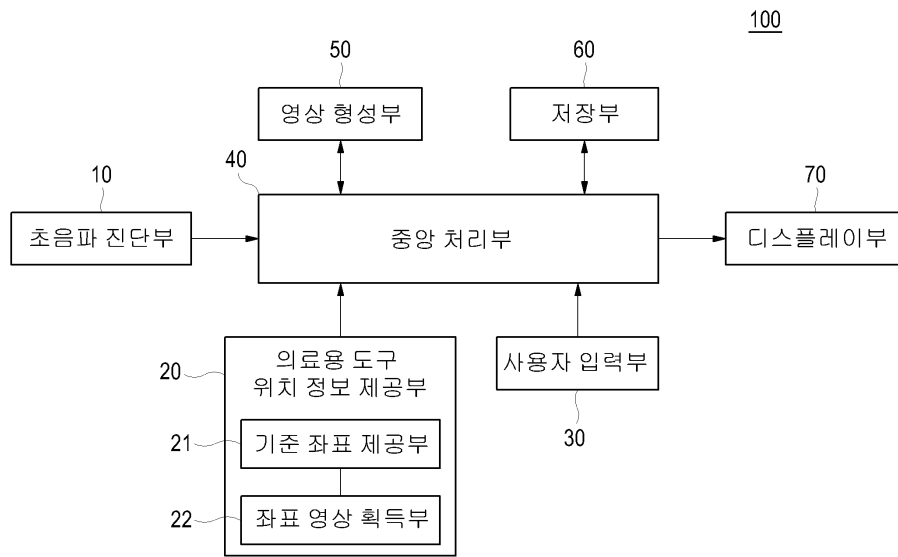 100
50
60
영상 형성부
저장부
40
10
70
초음파 진단부
중앙 처리부
디스플레이부
20
의료용 도구
위치 정보 제공부
사용자 입력부
30
21
기준 좌표 제공부
22
좌표 영상 획득부